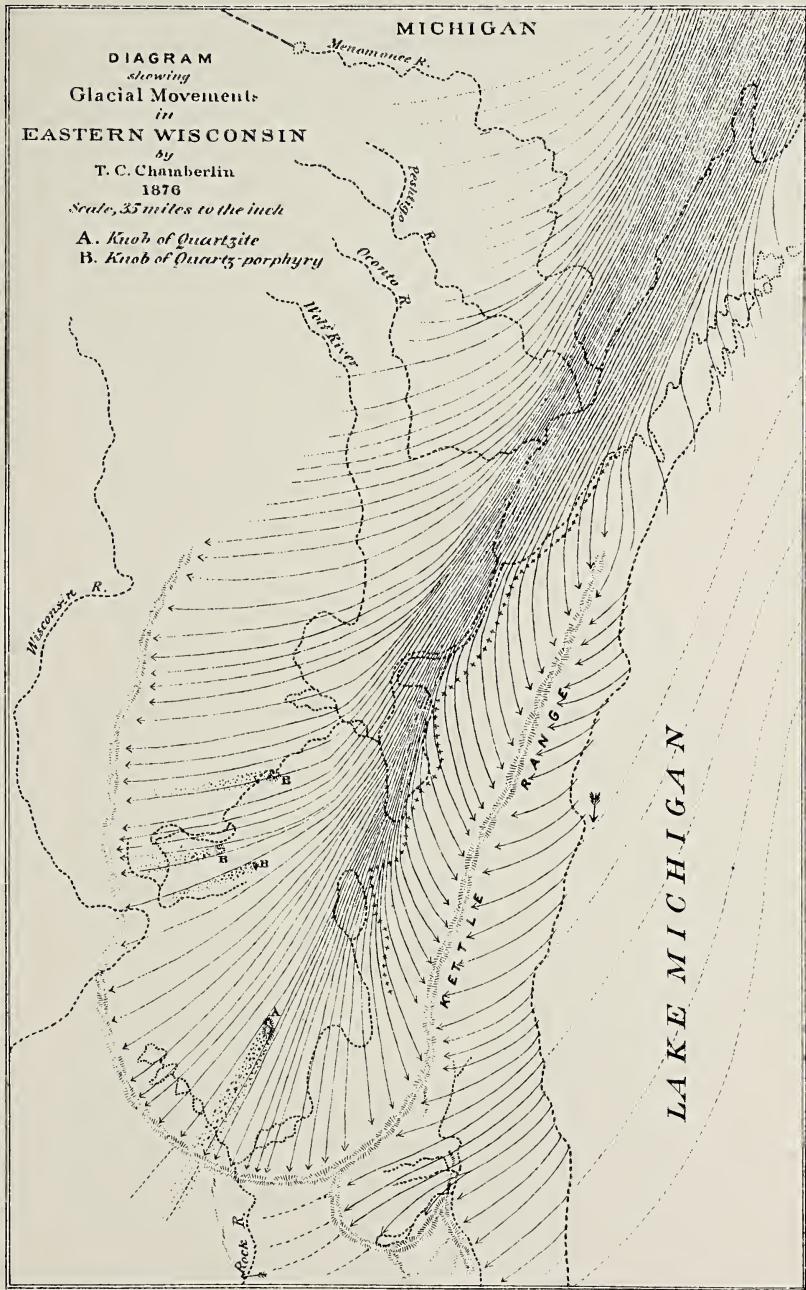 DIAGRAM
showing
Glacial Movements
in
EASTERN WISCONSIN
by
T. C. Chamberlin
1876
Scale, 35 miles to the inch
A. Knob of Quartzite
B. Knob of Quartz-porphyry
MICHIGAN
Menomonee R.
Peshtigo R.
Oconto R.
Wolf River
Wisconsin R.
KETTLE RANGE
LAKE MICHIGAN
B
B
B
A
Rock R.